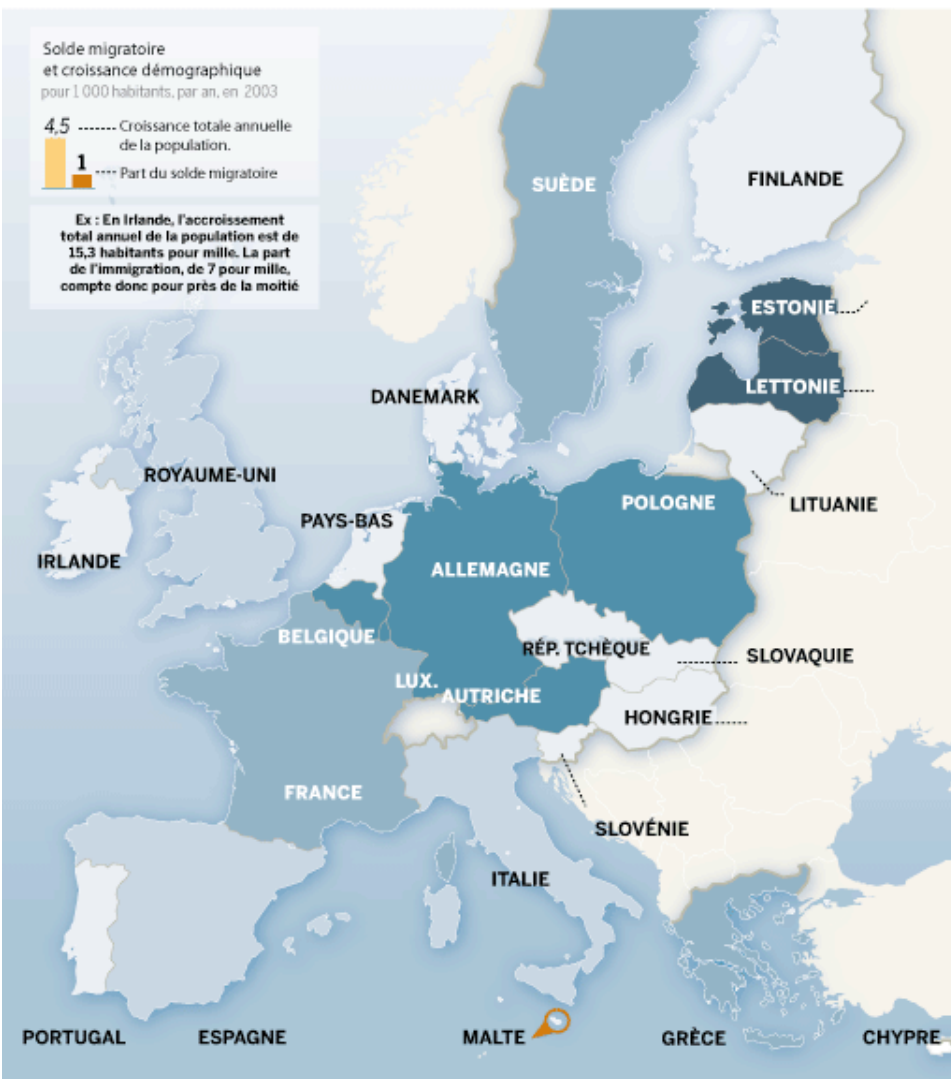 Solde migratoire
et croissance démographique
pour 1 000 habitants, par an, en 2003
4,5 ------- Croissance totale annuelle
de la population.
1 ---- Part du solde migratoire
Ex : En Irlande, l'accroissement
total annuel de la population est de
15,3 habitants pour mille. La part
de l'immigration, de 7 pour mille,
compte donc pour près de la moitié
SUÈDE
FINLANDE
ESTONIE
LETTONIE
DANEMARK
ROYAUME-UNI
POLOGNE
LITUANIE
PAYS-BAS
IRLANDE
ALLEMAGNE
BELGIQUE
RÉP. TCHÈQUE
SLOVAQUIE
LUX.
AUTRICHE
HONGRIE
FRANCE
SLOVÉNIE
ITALIE
PORTUGAL
ESPAGNE
MALTE
GRÈCE
CHYPRE